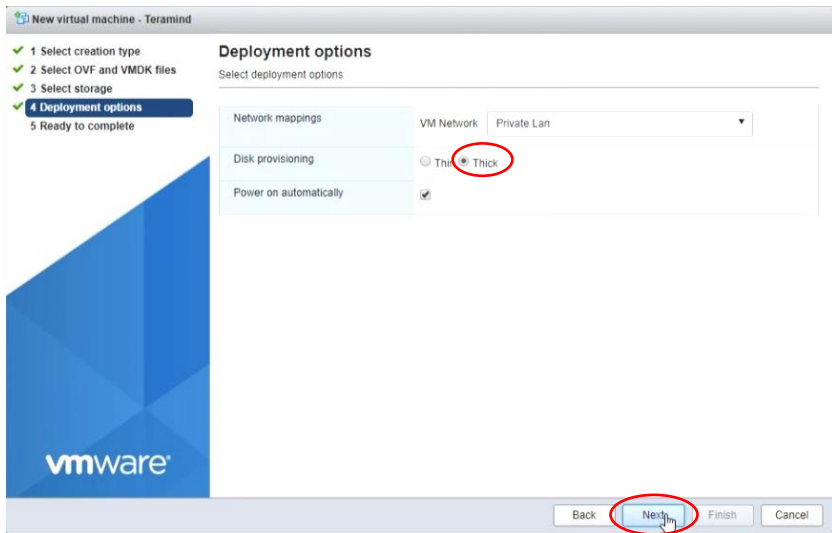 New virtual machine - Teramind
1 Select creation type
2 Select OVF and VMDK files
3 Select storage
4 Deployment options
5 Ready to complete
Deployment options
Select deployment options
Network mappings
VM Network Private Lan
Disk provisioning
Thin Thick
Power on automatically
vmware
Back Next Finish Cancel